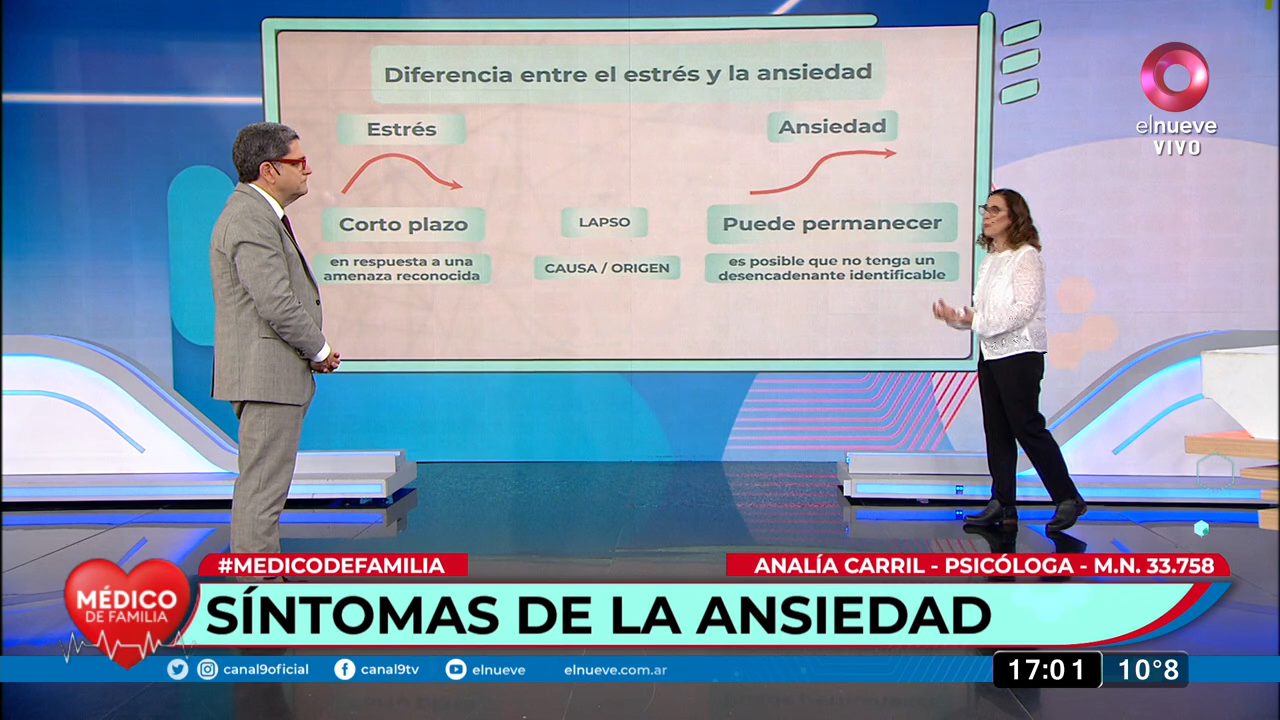 Diferencia entre el estrés y la ansiedad
Estrés
Ansiedad
Corto plazo
LAPSO
Puede permanecer
en respuesta a una
amenaza reconocida
CAUSA / ORIGEN
es posible que no tenga un
desencadenante identificable
elnueve
VIVO
#MEDICODEFAMILIA
ANALÍA CARRIL - PSICÓLOGA - M.N. 33.758
MÉDICO
DE FAMILIA
SÍNTOMAS DE LA ANSIEDAD
canal9oficial
canal9tv
elnueve
elnueve.com.ar
17:01
10°8